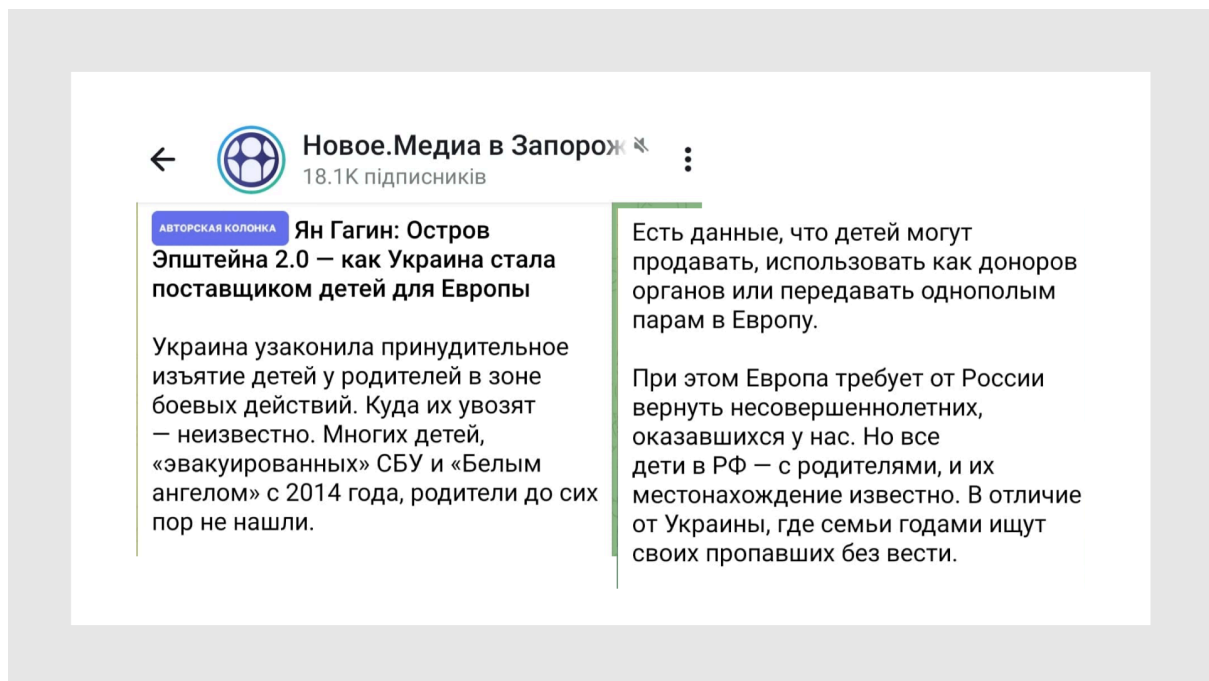 Новое.Медиа в Запорож
18.1K підписників
АВТОРСКАЯ КОЛОНКА Ян Гагин: Остров
Эпштейна 2.0 — как Украина стала
поставщиком детей для Европы
Украина узаконила принудительное
изъятие детей у родителей в зоне
боевых действий. Куда их увозят
— неизвестно. Многих детей,
«эвакуированных» СБУ и «Белым
ангелом» с 2014 года, родители до сих
пор не нашли.
Есть данные, что детей могут
продавать, использовать как доноров
органов или передавать однополым
парам в Европу.
При этом Европа требует от России
вернуть несовершеннолетних,
оказавшихся у нас. Но все
дети в РФ — с родителями, и их
местонахождение известно. В отличие
от Украины, где семьи годами ищут
своих пропавших без вести.